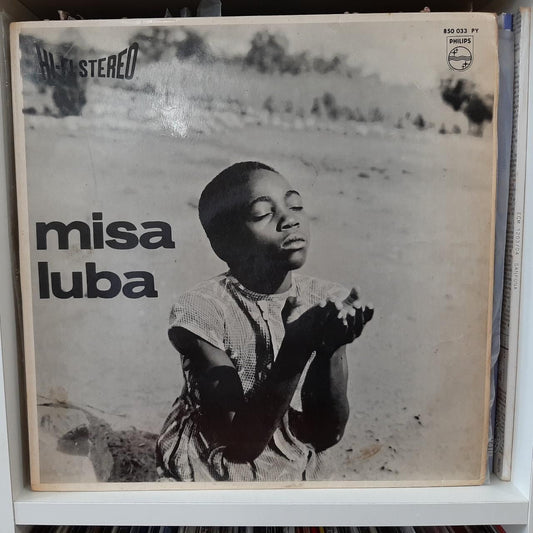 HI-FI STEREO
850 033 PY
PHILIPS
misa
luba